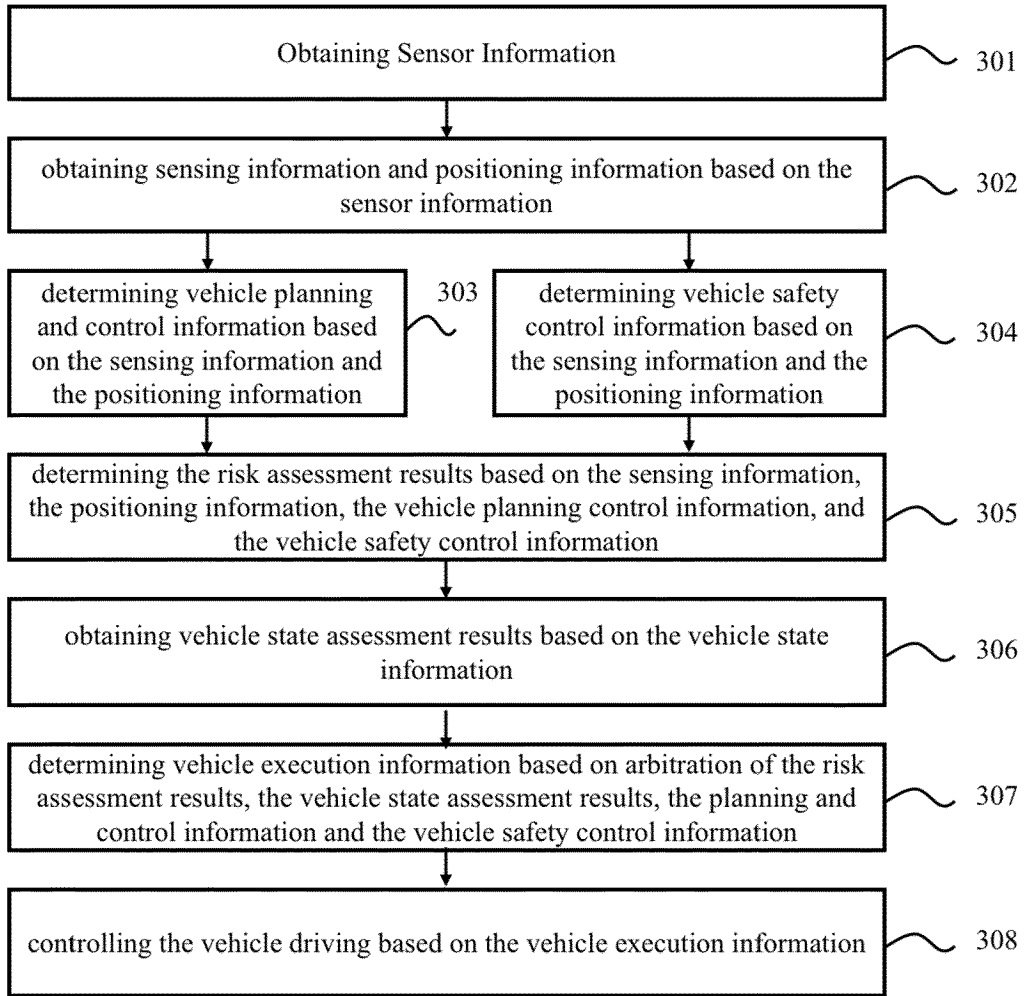 Obtaining Sensor Information
301
obtaining sensing information and positioning information based on the
sensor information
302
determining vehicle planning
and control information based
on the sensing information and
the positioning information
303
determining vehicle safety
control information based on
the sensing information and the
positioning information
304
determining the risk assessment results based on the sensing information,
the positioning information, the vehicle planning control information, and
the vehicle safety control information
305
obtaining vehicle state assessment results based on the vehicle state
information
306
determining vehicle execution information based on arbitration of the risk
assessment results, the vehicle state assessment results, the planning and
control information and the vehicle safety control information
307
controlling the vehicle driving based on the vehicle execution information
308